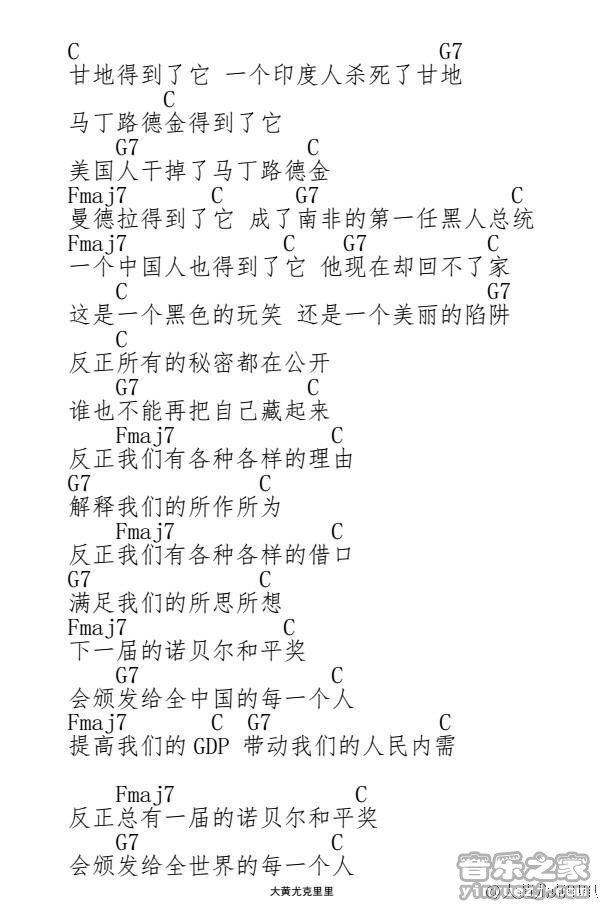 C G7
甘地得到了它 一个印度人杀死了甘地
C
马丁路德金得到了它
G7 C
美国人干掉了马丁路德金
Fmaj7 C G7 C
曼德拉得到了它 成了南非的第一任黑人总统
Fmaj7 C G7 C
一个中国人也得到了它 他现在却回不了家
C G7
这是一个黑色的玩笑 还是一个美丽的陷阱
C
反正所有的秘密都在公开
G7 C
谁也不能再把自己藏起来
Fmaj7 C
反正我们有各种各样的理由
G7 C
解释我们的所作所为
Fmaj7 C
反正我们有各种各样的借口
G7 C
满足我们的所思所想
Fmaj7 C
下一届的诺贝尔和平奖
G7 C
会颁发给全中国的每一个人
Fmaj7 C G7 C
提高我们的GDP 带动我们的人民内需
Fmaj7 C
反正总有一届的诺贝尔和平奖
G7 C
会颁发给全世界的每一个人
音乐之家
大黄尤克里里